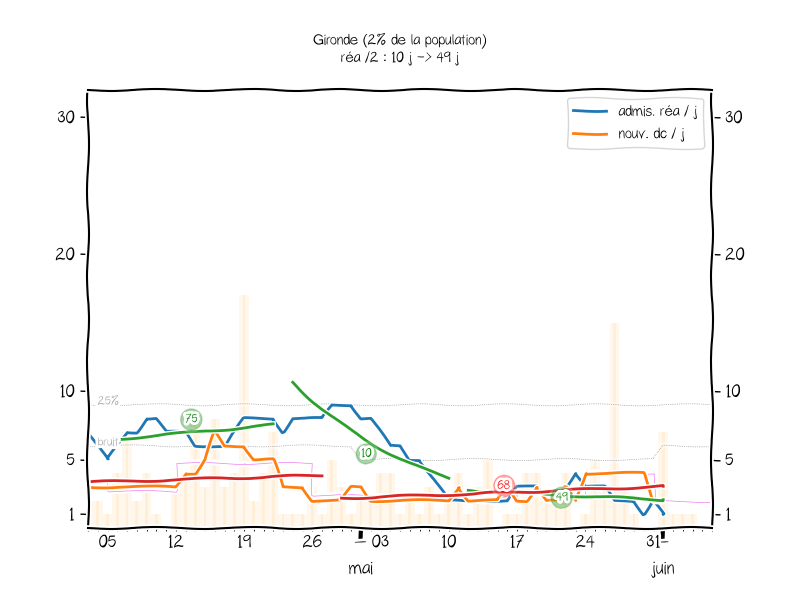 Gironde (2% de la population)
réa /2 : 10 j -> 49 j
admis. réa / j
nouv. dc / j
30 30
20 20
10 10
5 5
1 1
25%
bruit
75
10
68
49
05 12 19 26 03 10 17 24 31
mai juin